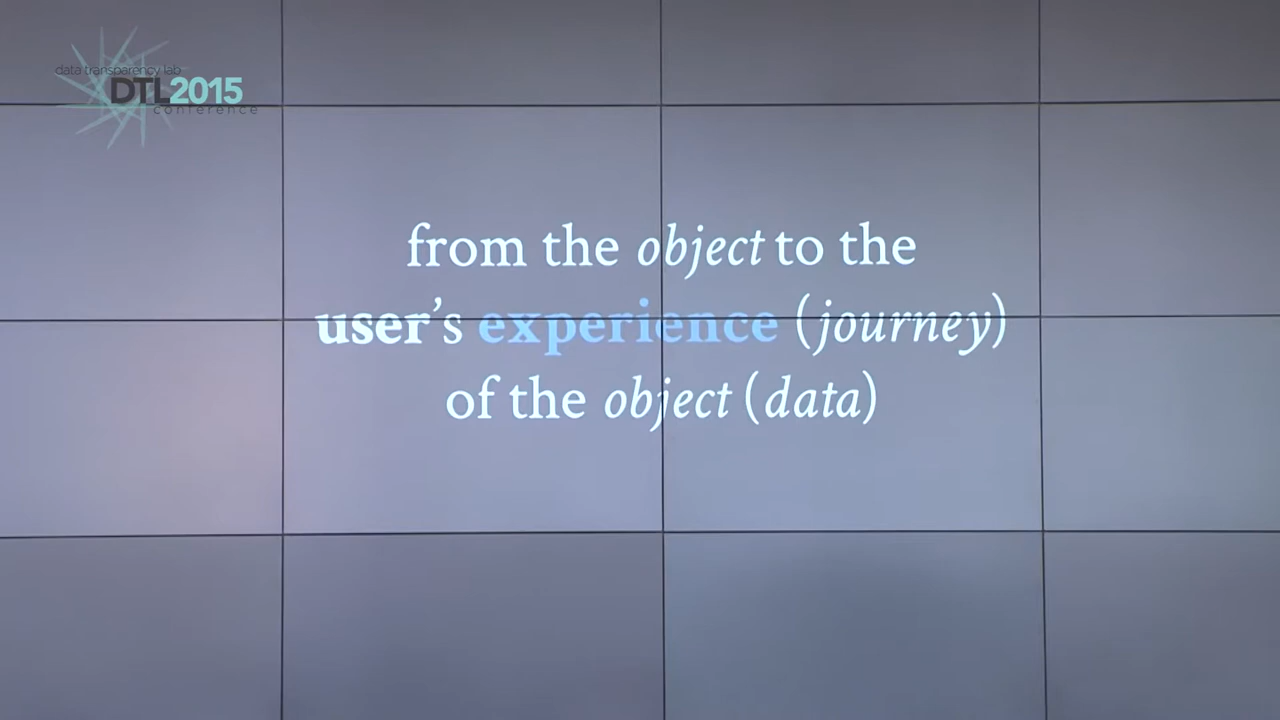 data transparency lab
DTL2015
conference
from the object to the
user’s experience (journey)
of the object (data)